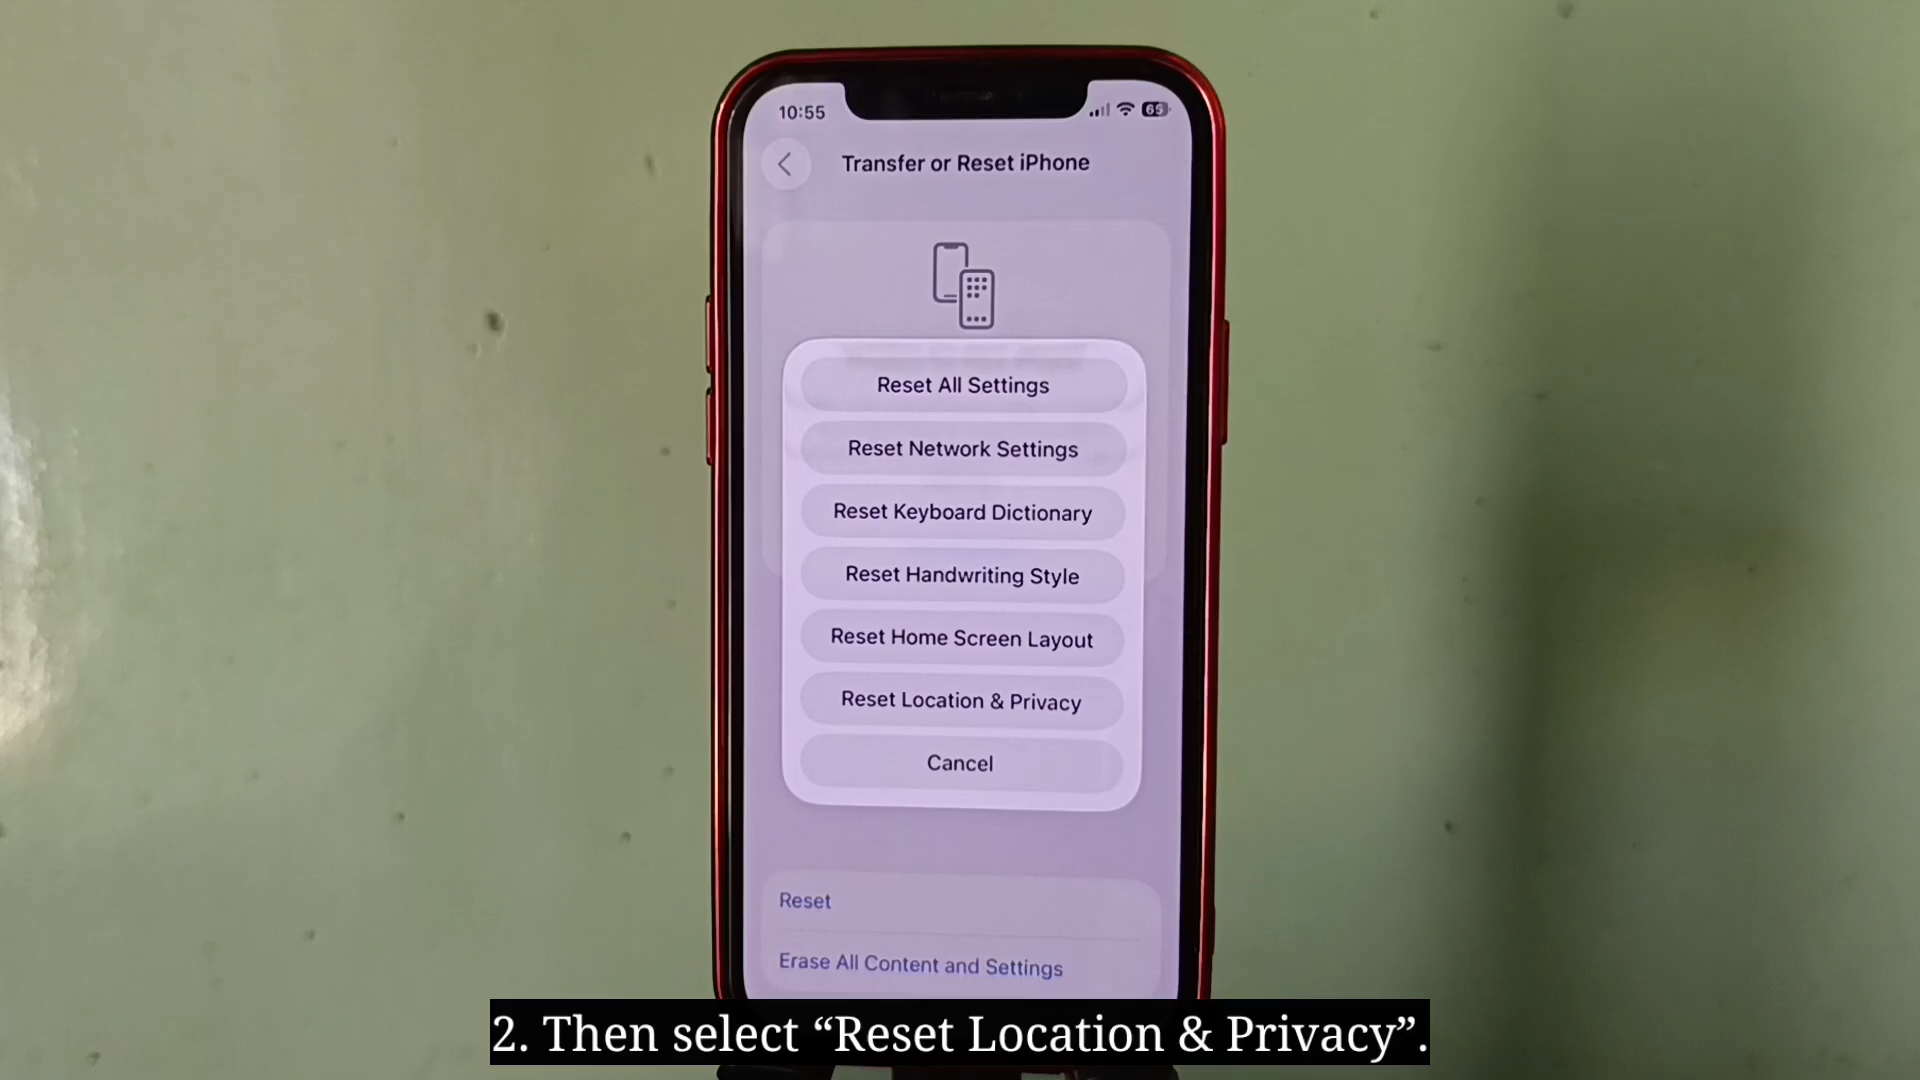 10:55
65
Transfer or Reset iPhone
Reset All Settings
Reset Network Settings
Reset Keyboard Dictionary
Reset Handwriting Style
Reset Home Screen Layout
Reset Location & Privacy
Cancel
Reset
Erase All Content and Settings
2. Then select “Reset Location & Privacy”.